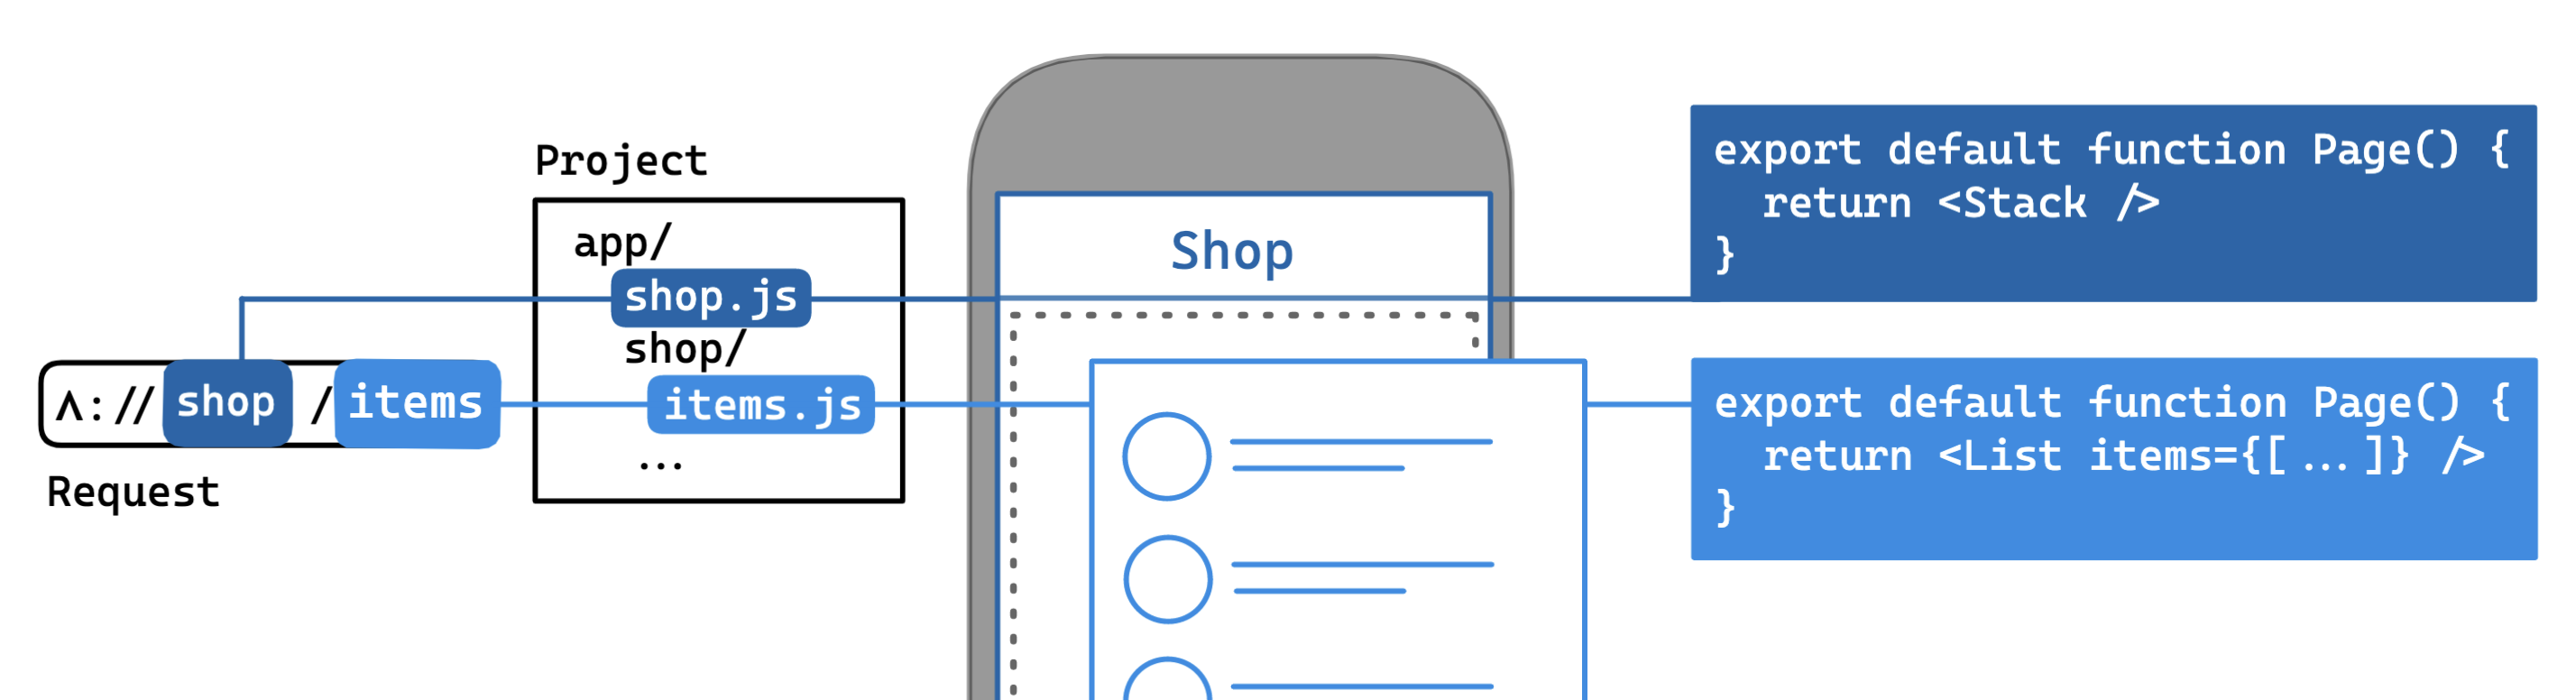 Project
app/
shop.js
shop/
items.js
...
Λ://shop/items
Request
Shop
export default function Page() {
  return <Stack />
}
export default function Page() {
  return <List items={[...]} />
}